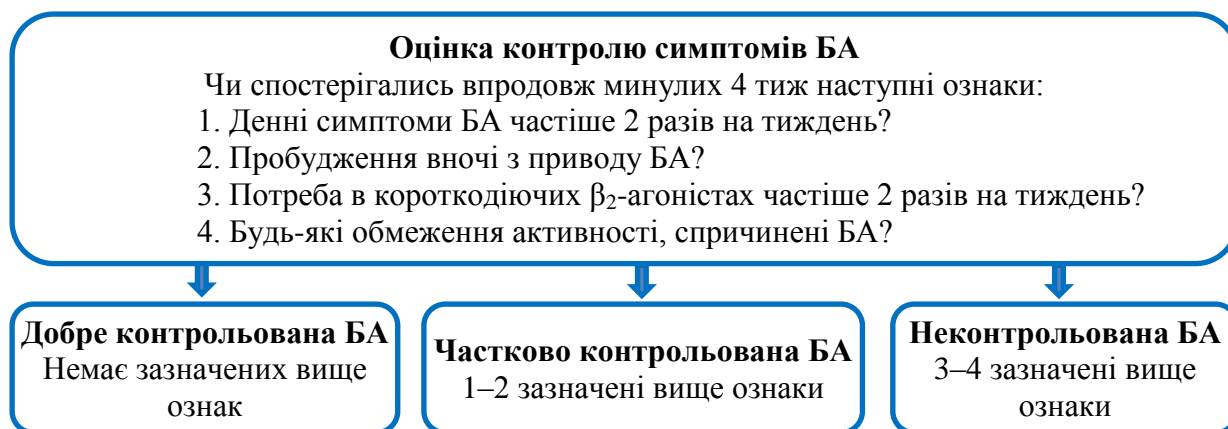 Оцінка контролю симптомів БА
Чи спостерігались впродовж минулих 4 тиж наступні ознаки:
1. Денні симптоми БА частіше 2 разів на тиждень?
2. Пробудження вночі з приводу БА?
3. Потреба в короткодіючих β₂-агоністах частіше 2 разів на тиждень?
4. Будь-які обмеження активності, спричинені БА?
Добре контрольована БА
Немає зазначених вище
ознак
Частково контрольована БА
1–2 зазначені вище ознаки
Неконтрольована БА
3–4 зазначені вище
ознаки